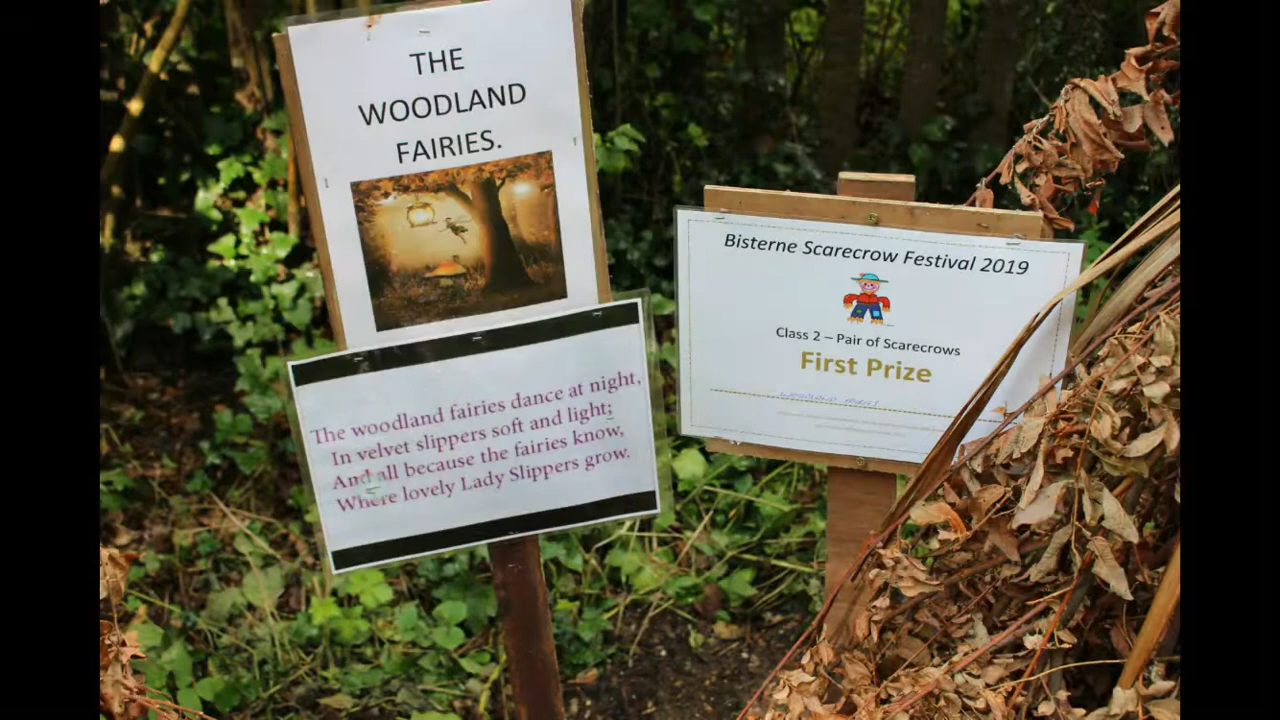 THE
WOODLAND
FAIRIES.
The woodland fairies dance at night,
In velvet slippers soft and light;
And all because the fairies know,
Where lovely Lady Slippers grow.
Bisterne Scarecrow Festival 2019
Class 2 – Pair of Scarecrows
First Prize